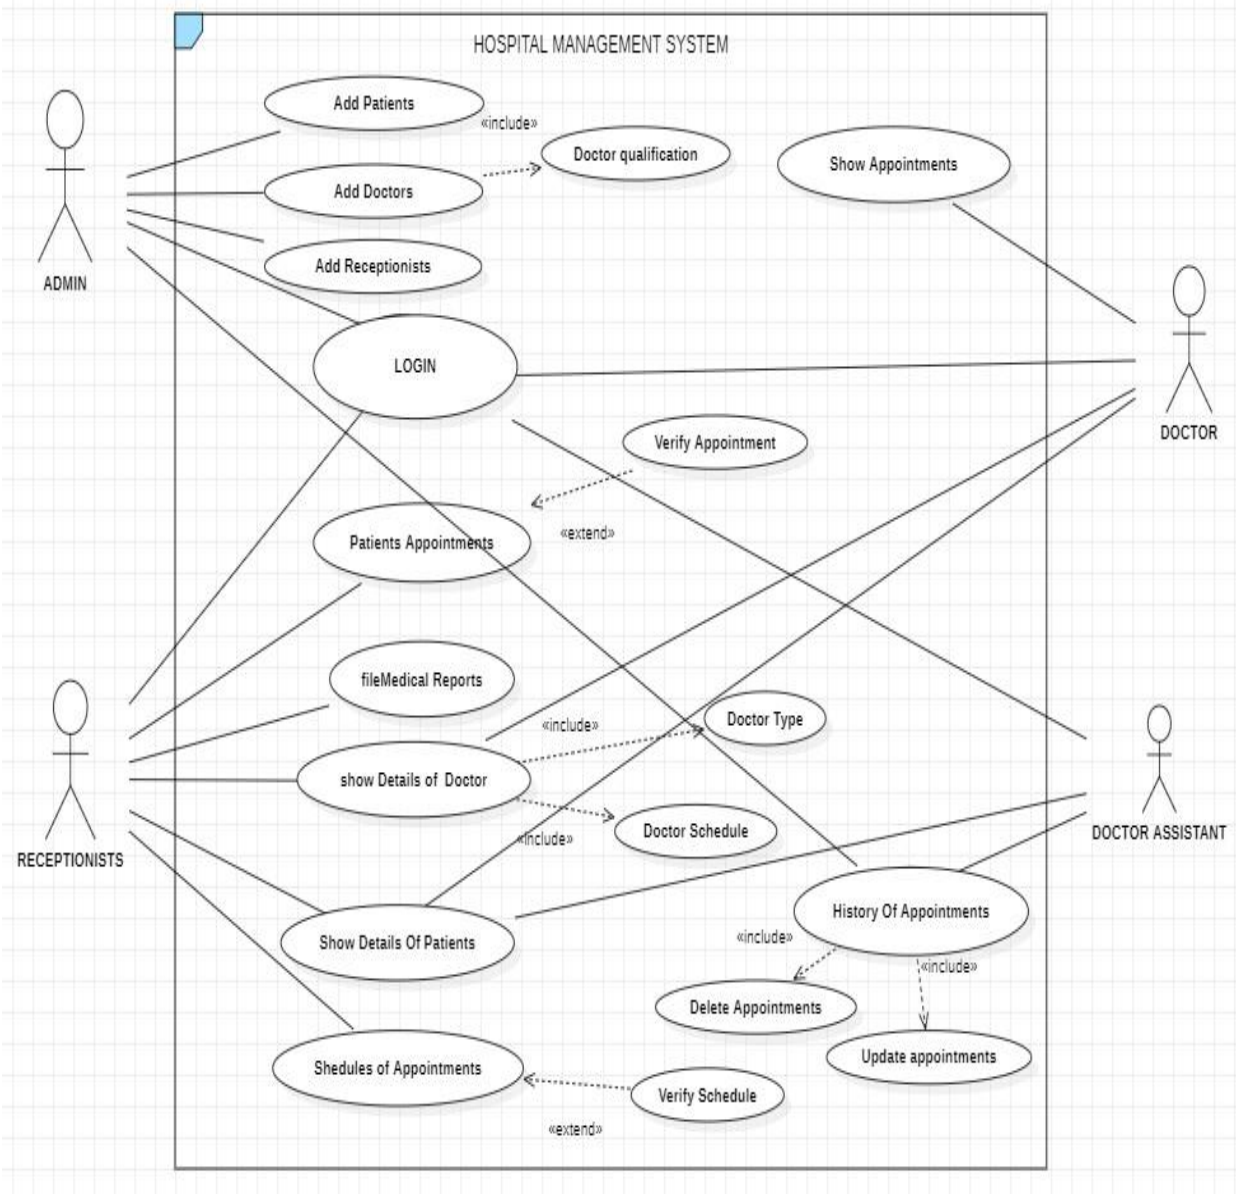 HOSPITAL MANAGEMENT SYSTEM
Add Patients
«include»
Doctor qualification
Show Appointments
Add Doctors
Add Receptionists
ADMIN
LOGIN
DOCTOR
Verify Appointment
«extend»
Patients Appointments
fileMedical Reports
«include»
Doctor Type
show Details of Doctor
Doctor Schedule
«include»
RECEPTIONISTS
DOCTOR ASSISTANT
History Of Appointments
Show Details Of Patients
«include»
«include»
Delete Appointments
Update appointments
Shedules of Appointments
Verify Schedule
«extend»